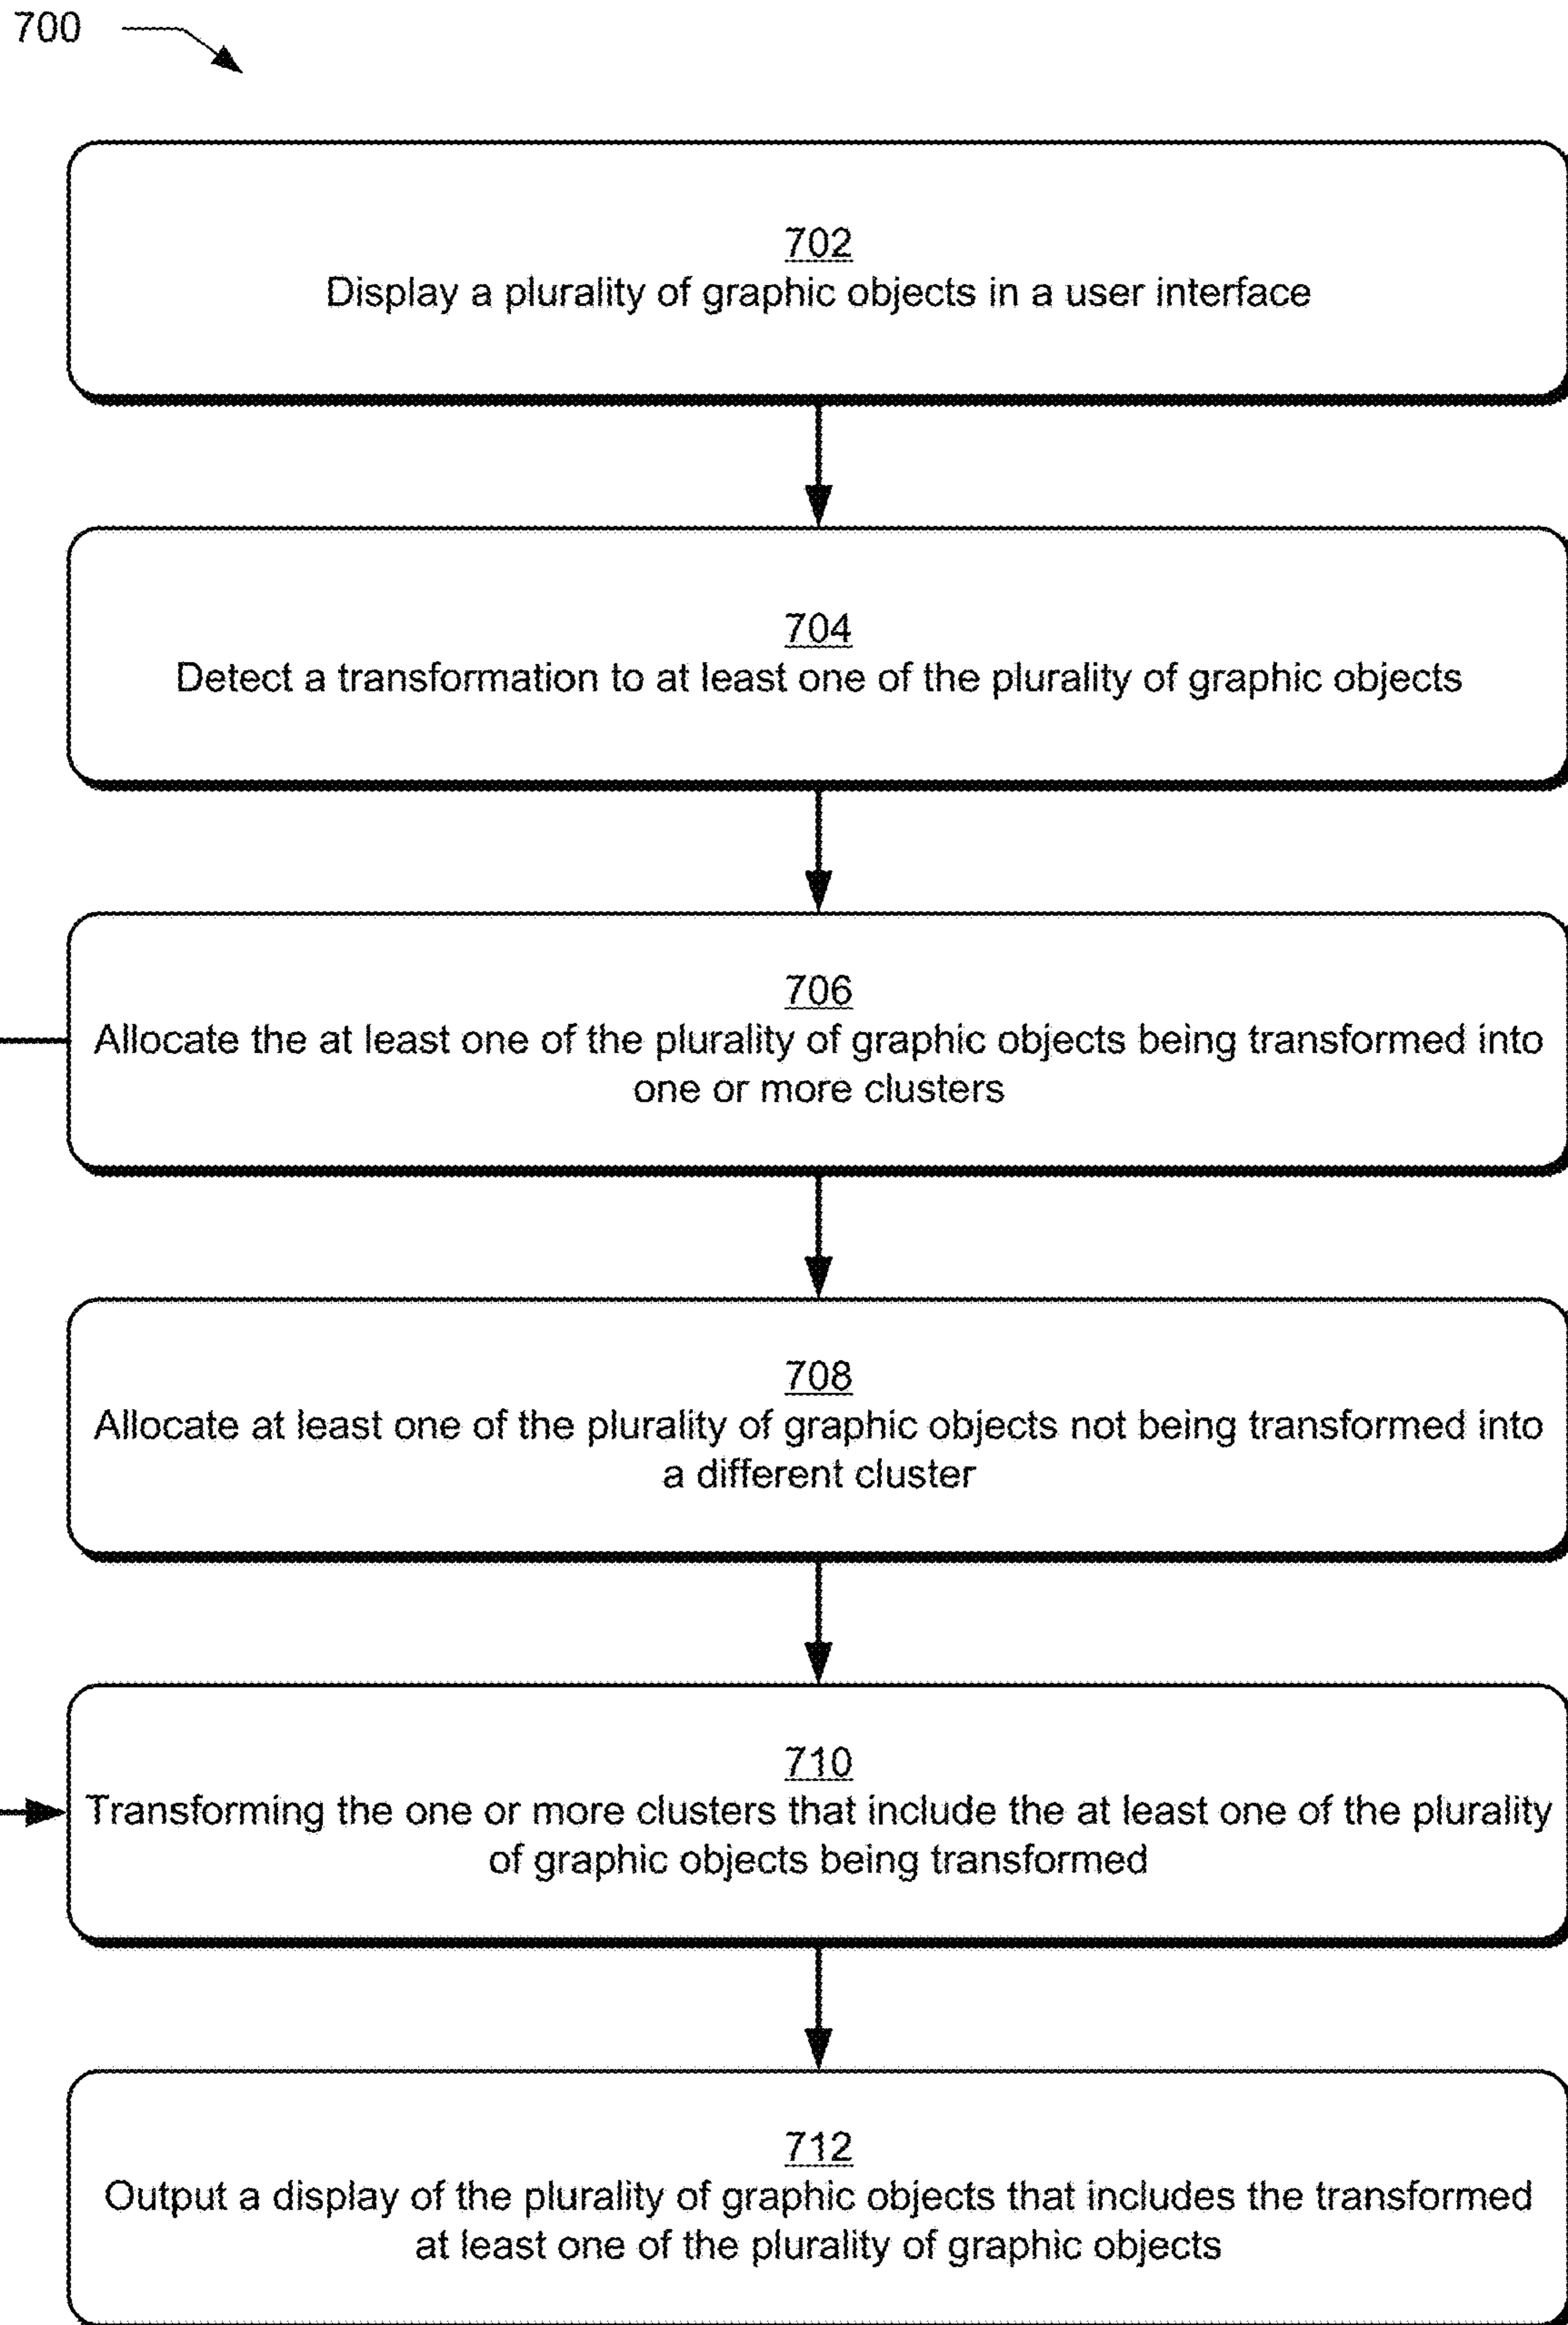 700
702
Display a plurality of graphic objects in a user interface
704
Detect a transformation to at least one of the plurality of graphic objects
706
Allocate the at least one of the plurality of graphic objects being transformed into
one or more clusters
708
Allocate at least one of the plurality of graphic objects not being transformed into
a different cluster
710
Transforming the one or more clusters that include the at least one of the plurality
of graphic objects being transformed
712
Output a display of the plurality of graphic objects that includes the transformed
at least one of the plurality of graphic objects